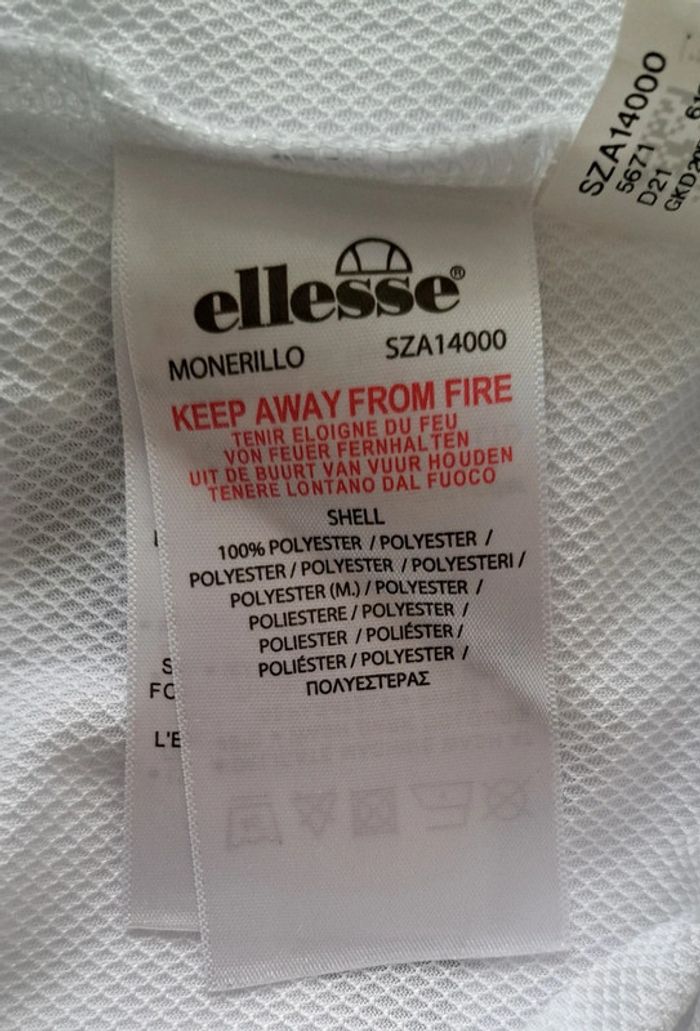 SZA14000
5671
D21
ellesse®
MONERILLO SZA14000
KEEP AWAY FROM FIRE
TENIR ELOIGNE DU FEU
VON FEUER FERNHALTEN
UIT DE BUURT VAN VUUR HOUDEN
TENERE LONTANO DAL FUOCO
SHELL
100% POLYESTER / POLYESTER /
POLYESTER / POLYESTER / POLYESTERI /
POLYESTER (M.) / POLYESTER /
POLIESTERE / POLYESTER /
POLIESTER / POLIÉSTER /
POLIÉSTER / POLYESTER /
ΠΟΛΥΕΣΤΕΡΑΣ